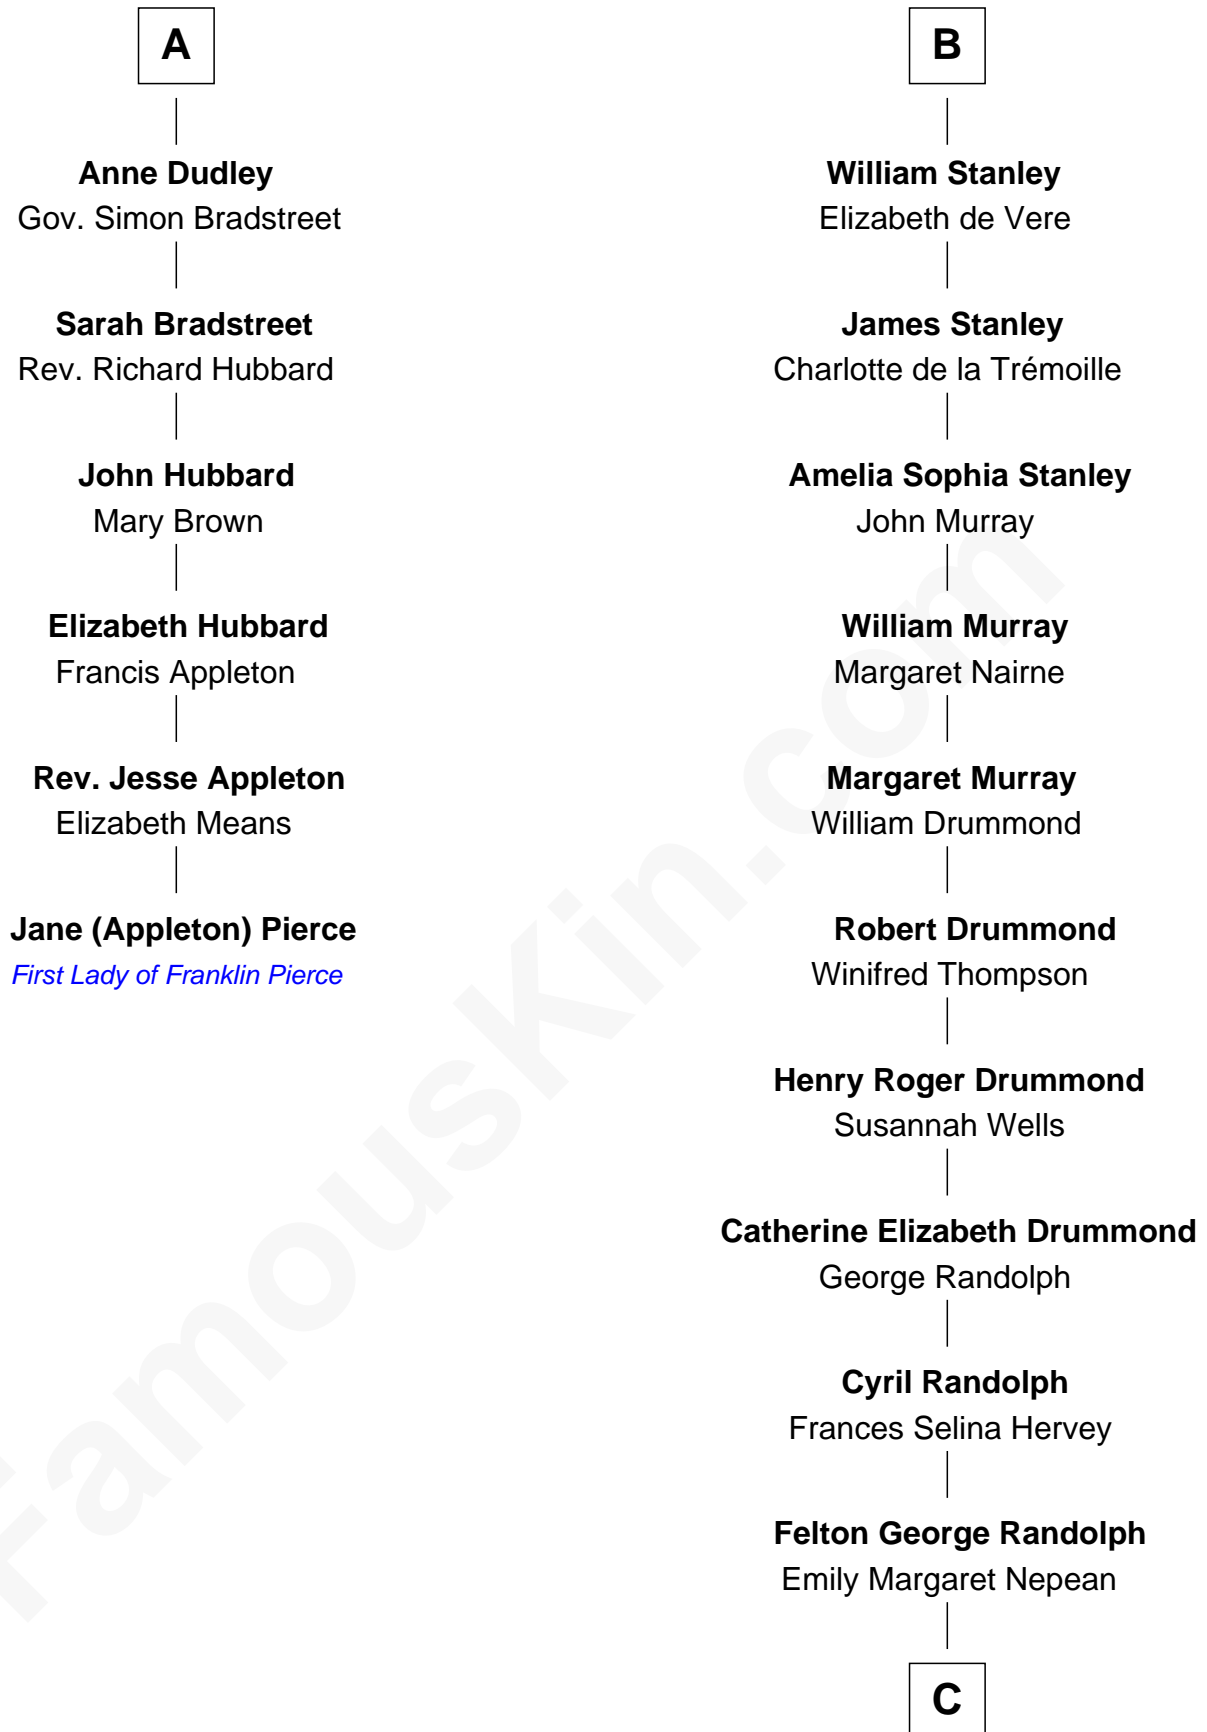 A
Anne Dudley
Gov. Simon Bradstreet
Sarah Bradstreet
Rev. Richard Hubbard
John Hubbard
Mary Brown
Elizabeth Hubbard
Francis Appleton
Rev. Jesse Appleton
Elizabeth Means
Jane (Appleton) Pierce
First Lady of Franklin Pierce
B
William Stanley
Elizabeth de Vere
James Stanley
Charlotte de la Trémoille
Amelia Sophia Stanley
John Murray
William Murray
Margaret Nairne
Margaret Murray
William Drummond
Robert Drummond
Winifred Thompson
Henry Roger Drummond
Susannah Wells
Catherine Elizabeth Drummond
George Randolph
Cyril Randolph
Frances Selina Hervey
Felton George Randolph
Emily Margaret Nepean
C
FamousKin.com